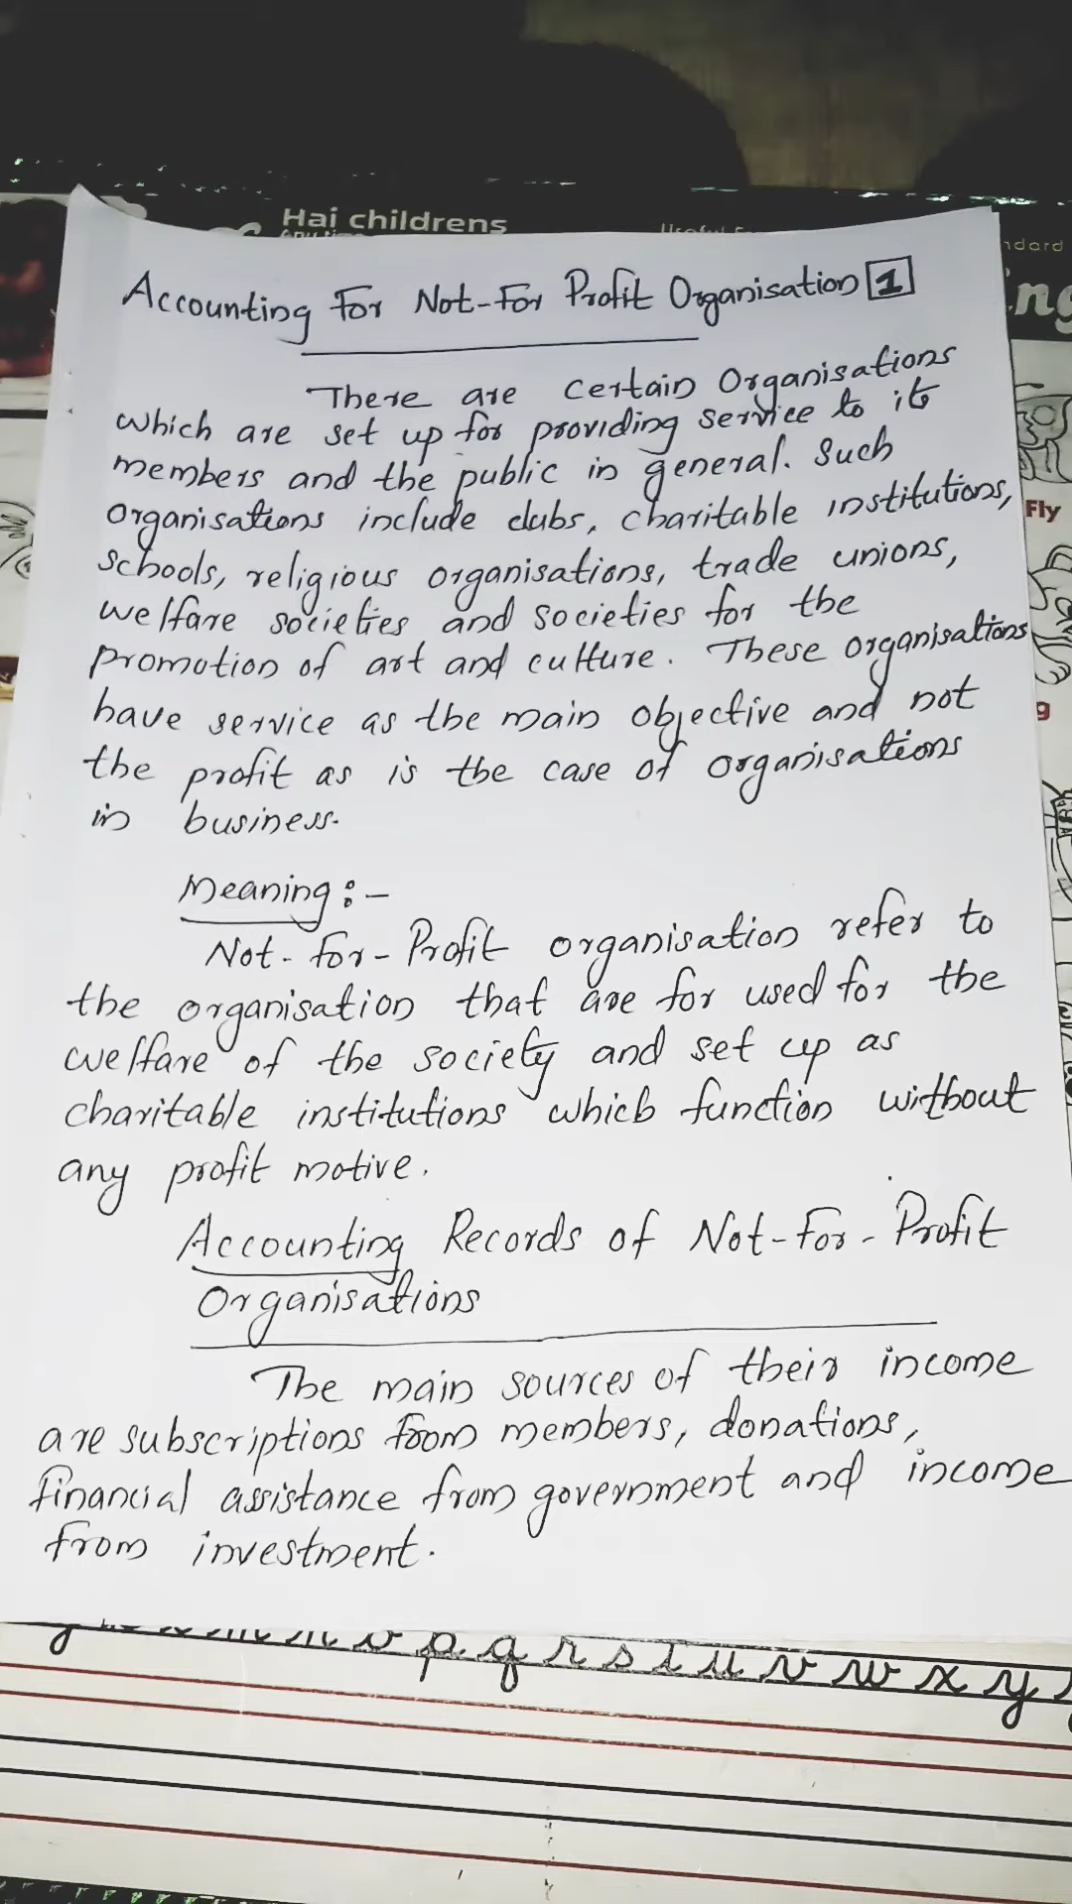 Hai childrens
Accounting For Not-For Profit Organisation 1
There are certain Organisations
which are set up for providing service to its
members and the public in general. Such
organisations include clubs, charitable institutions,
schools, religious organisations, trade unions,
welfare societies and societies for the
promotion of art and culture. These organisations
have service as the main objective and not
the profit as is the case of organisations
in business.
Meaning :-
Not-for-Profit organisation refer to
the organisation that are for used for the
welfare of the society and set up as
charitable institutions which function without
any profit motive.
Accounting Records of Not-For-Profit
Organisations
The main sources of their income
are subscriptions from members, donations,
financial assistance from government and income
from investment.
Fly
p q r s t u v w x y